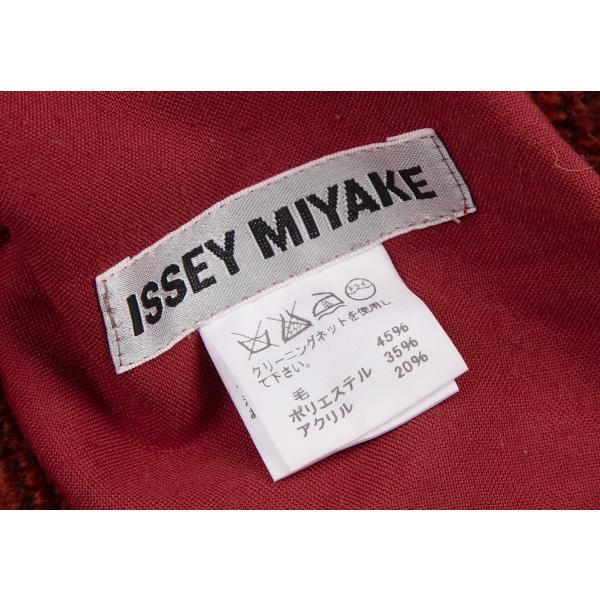 ISSEY MIYAKE
ドライ
クリーニングネットを使用し
て下さい。
毛 45%
ポリエステル 35%
アクリル 20%